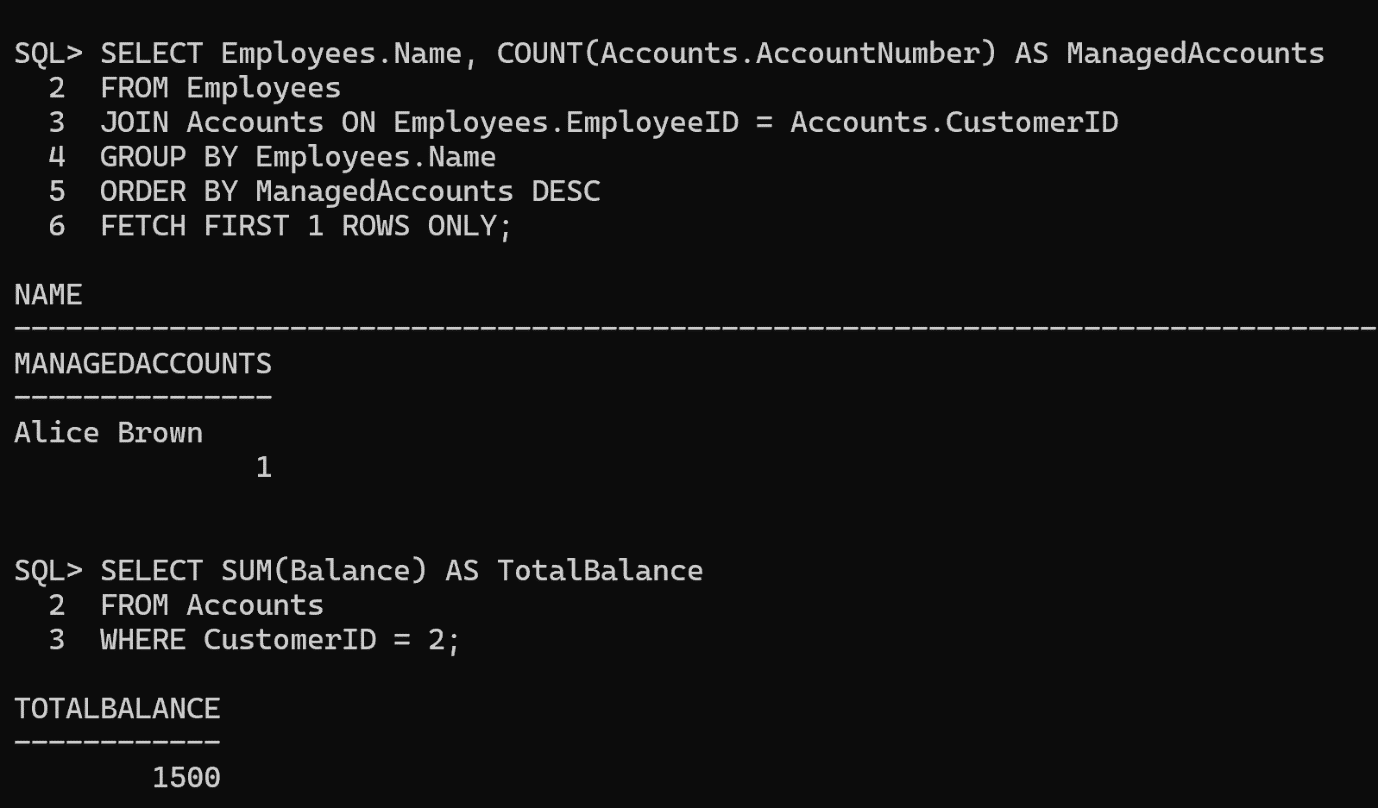 SQL> SELECT Employees.Name, COUNT(Accounts.AccountNumber) AS ManagedAccounts
  2  FROM Employees
  3  JOIN Accounts ON Employees.EmployeeID = Accounts.CustomerID
  4  GROUP BY Employees.Name
  5  ORDER BY ManagedAccounts DESC
  6  FETCH FIRST 1 ROWS ONLY;
NAME
--------------------------------------------------------------------------------
MANAGEDACCOUNTS
---------------
Alice Brown
              1
SQL> SELECT SUM(Balance) AS TotalBalance
  2  FROM Accounts
  3  WHERE CustomerID = 2;
TOTALBALANCE
------------
        1500